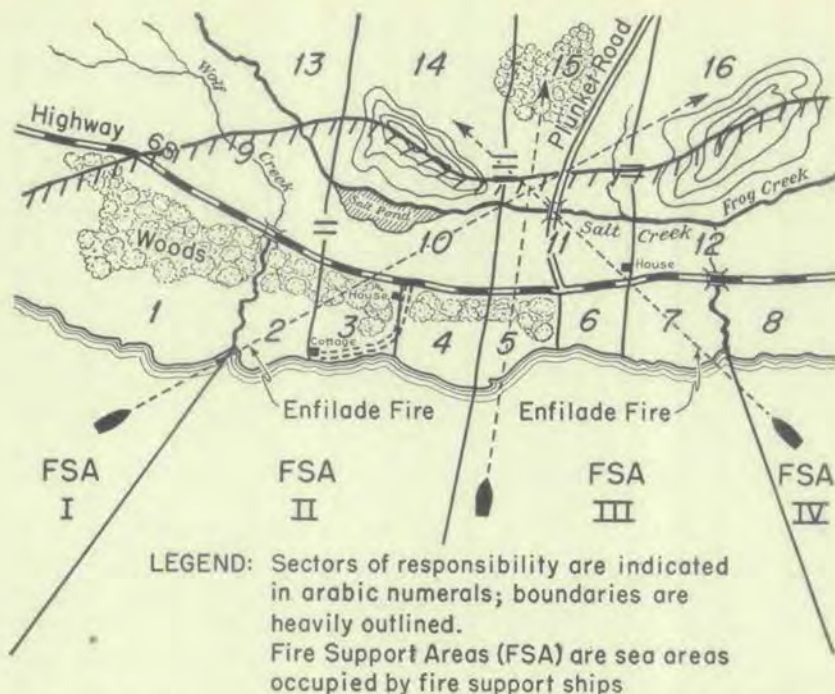 13
14
15
16
Wolf
Creek
Plunket Road
Highway
68
9
Frog Creek
Sea Pond
10
11
Salt Creek
12
Woods
House
House
1
2
3
4
5
6
7
8
Cottage
Enfilade Fire
Enfilade Fire
FSA
I
FSA
II
FSA
III
FSA
IV
LEGEND: Sectors of responsibility are indicated
in arabic numerals; boundaries are
heavily outlined.
Fire Support Areas (FSA) are sea areas
occupied by fire support ships